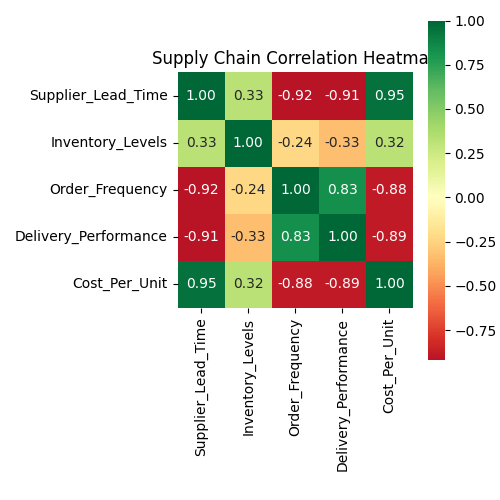 Supply Chain Correlation Heatma
Supplier_Lead_Time 1.00 0.33 -0.92 -0.91 0.95
Inventory_Levels 0.33 1.00 -0.24 -0.33 0.32
Order_Frequency -0.92 -0.24 1.00 0.83 -0.88
Delivery_Performance -0.91 -0.33 0.83 1.00 -0.89
Cost_Per_Unit 0.95 0.32 -0.88 -0.89 1.00
Supplier_Lead_Time
Inventory_Levels
Order_Frequency
Delivery_Performance
Cost_Per_Unit
1.00
0.75
0.50
0.25
0.00
−0.25
−0.50
−0.75